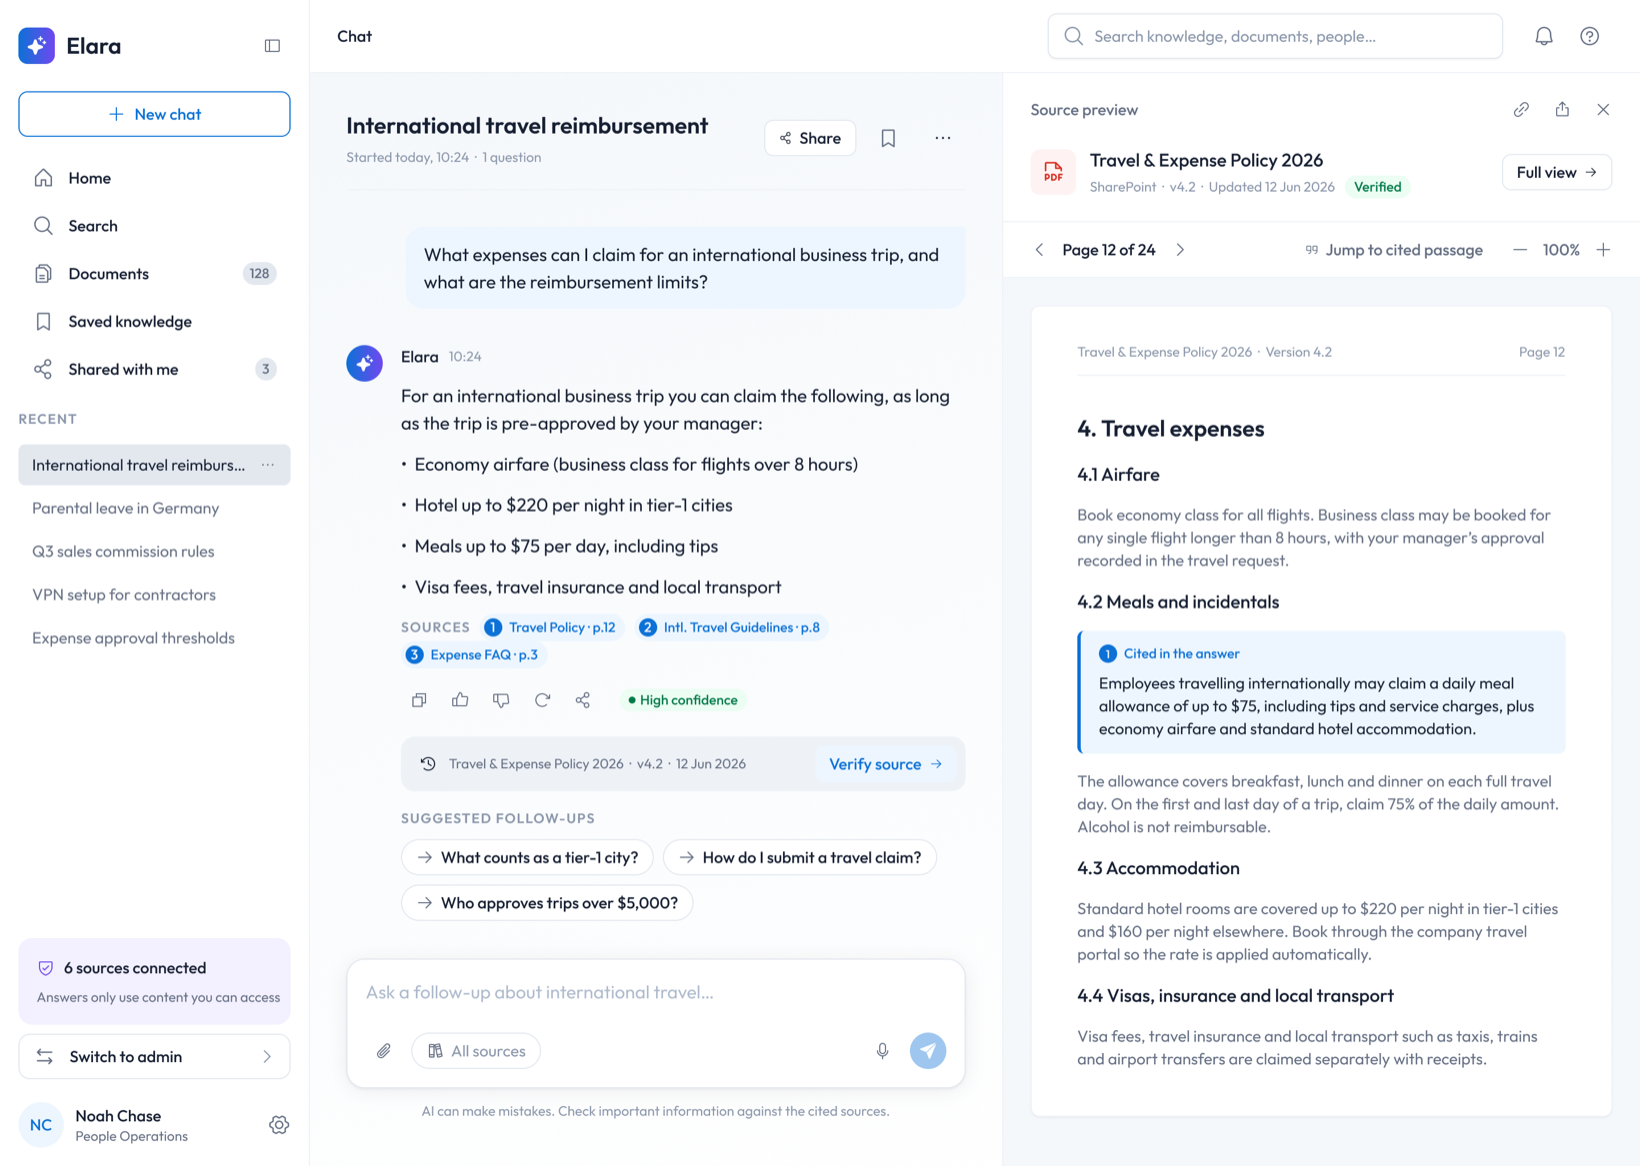 Elara
New chat
Home
Search
Documents 128
Saved knowledge
Shared with me 3
RECENT
International travel reimburs...
Parental leave in Germany
Q3 sales commission rules
VPN setup for contractors
Expense approval thresholds
6 sources connected
Answers only use content you can access
Switch to admin
NC
Noah Chase
People Operations
Chat
Search knowledge, documents, people...
International travel reimbursement
Started today, 10:24 · 1 question
Share
What expenses can I claim for an international business trip, and
what are the reimbursement limits?
Elara 10:24
For an international business trip you can claim the following, as long
as the trip is pre-approved by your manager:
• Economy airfare (business class for flights over 8 hours)
• Hotel up to $220 per night in tier-1 cities
• Meals up to $75 per day, including tips
• Visa fees, travel insurance and local transport
SOURCES 1 Travel Policy · p.12 2 Intl. Travel Guidelines · p.8
3 Expense FAQ · p.3
High confidence
Travel & Expense Policy 2026 · v4.2 · 12 Jun 2026 Verify source →
SUGGESTED FOLLOW-UPS
→ What counts as a tier-1 city? → How do I submit a travel claim?
→ Who approves trips over $5,000?
Ask a follow-up about international travel...
All sources
AI can make mistakes. Check important information against the cited sources.
Source preview
PDF
Travel & Expense Policy 2026
SharePoint · v4.2 · Updated 12 Jun 2026 Verified
Full view →
Page 12 of 24
Jump to cited passage
100%
Travel & Expense Policy 2026 · Version 4.2 Page 12
4. Travel expenses
4.1 Airfare
Book economy class for all flights. Business class may be booked for
any single flight longer than 8 hours, with your manager's approval
recorded in the travel request.
4.2 Meals and incidentals
1 Cited in the answer
Employees travelling internationally may claim a daily meal
allowance of up to $75, including tips and service charges, plus
economy airfare and standard hotel accommodation.
The allowance covers breakfast, lunch and dinner on each full travel
day. On the first and last day of a trip, claim 75% of the daily amount.
Alcohol is not reimbursable.
4.3 Accommodation
Standard hotel rooms are covered up to $220 per night in tier-1 cities
and $160 per night elsewhere. Book through the company travel
portal so the rate is applied automatically.
4.4 Visas, insurance and local transport
Visa fees, travel insurance and local transport such as taxis, trains
and airport transfers are claimed separately with receipts.